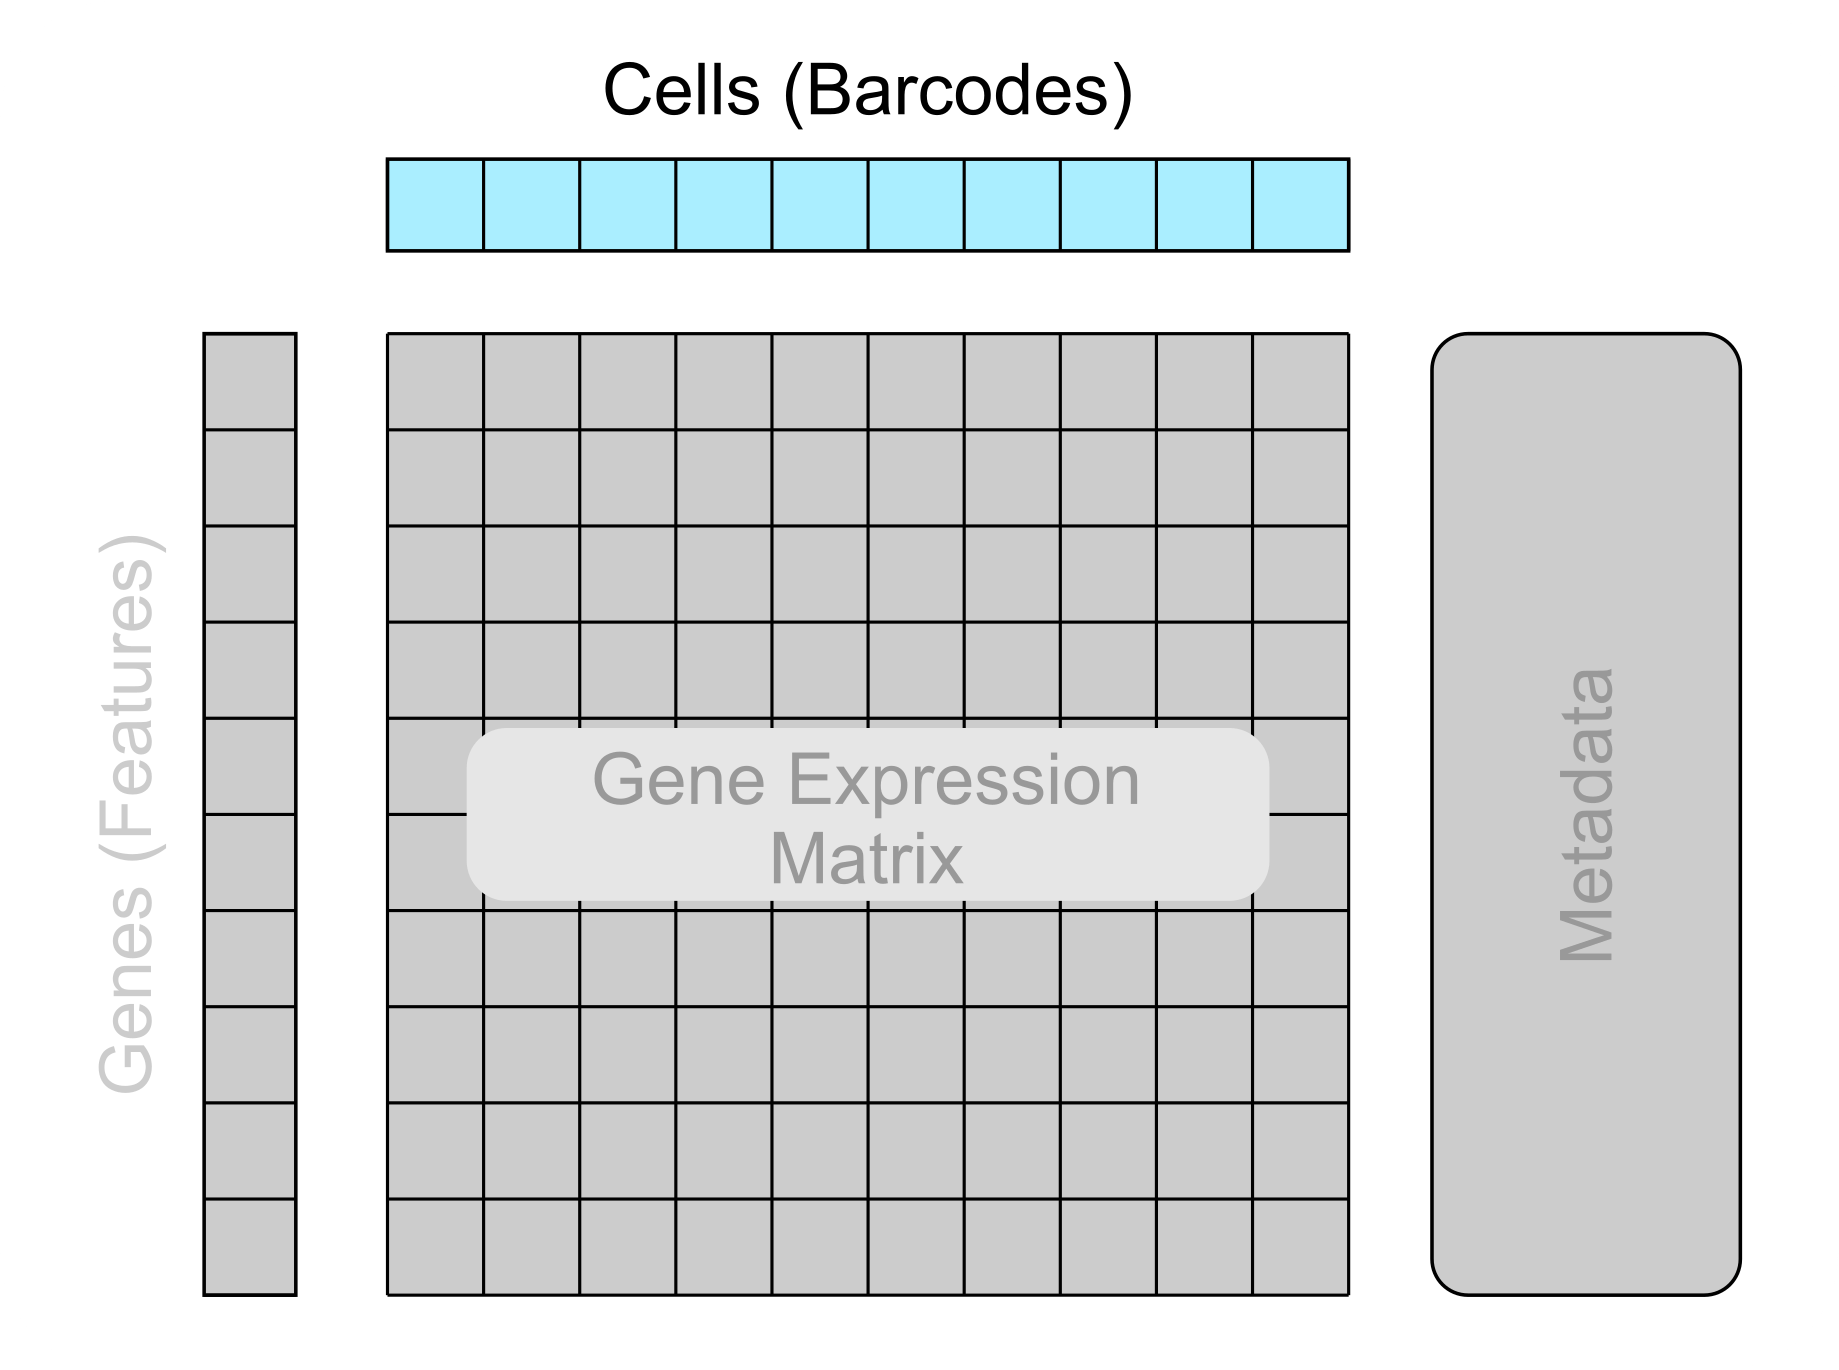 Cells (Barcodes)
Genes (Features)
Gene Expression
Matrix
Metadata